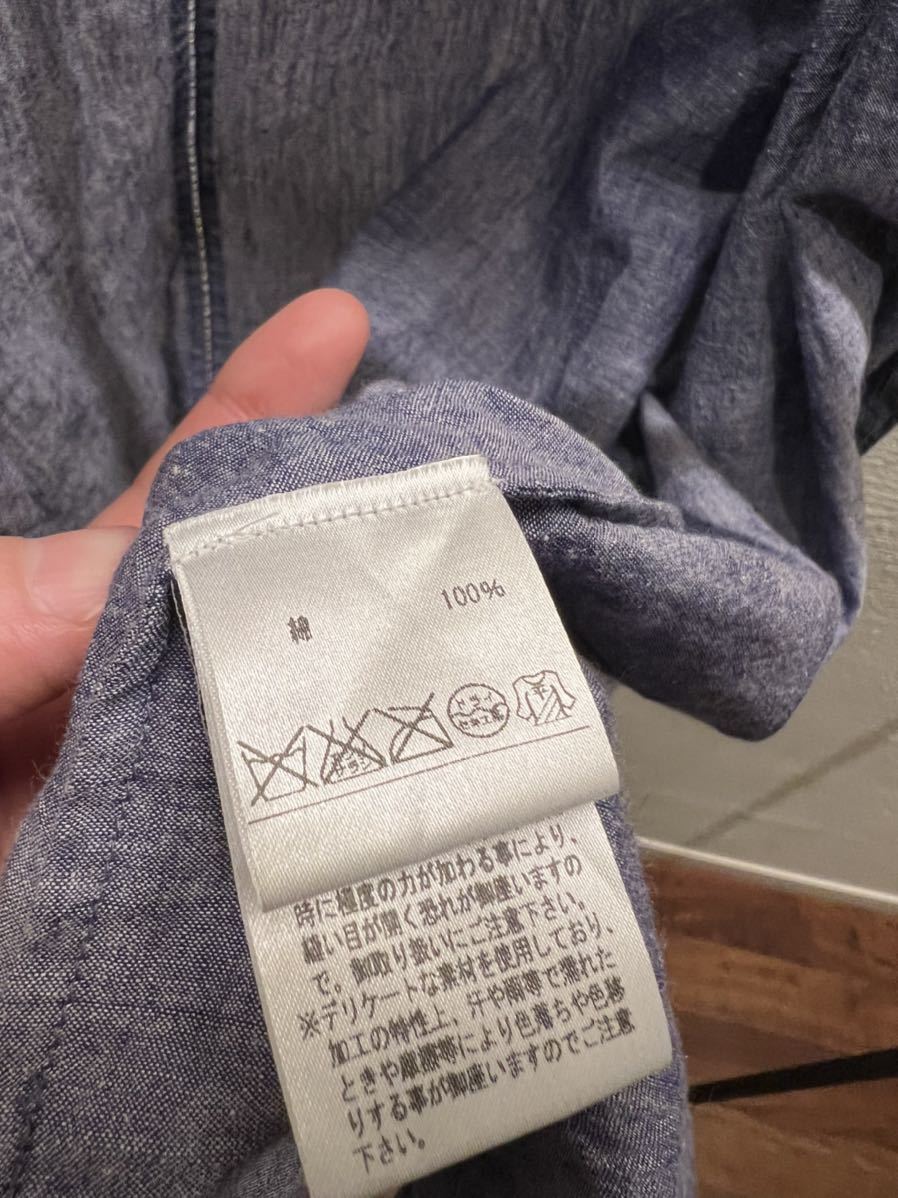 綿 100%
時に極度の力が加わる事により、
縫い目が開く恐れが御座いますの
で。御取り扱いにご注意下さい。
※デリケートな素材を使用しており、
加工の特性上、汗や雨等で濡れた
ときや摩擦等により色落ちや色移
りする事が御座いますのでご注意
下さい。